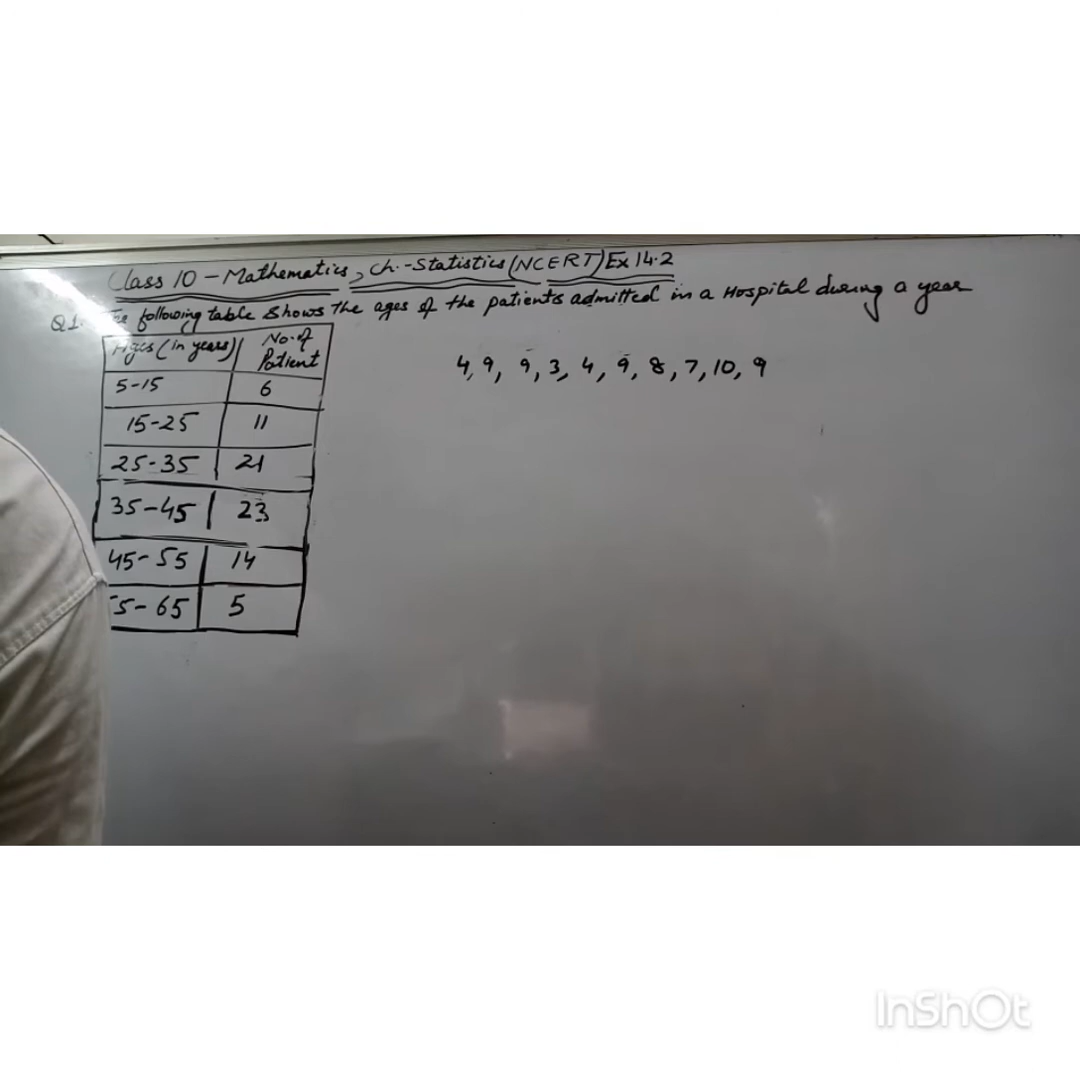 Class 10 - Mathematics, Ch.-Statistics (NCERT) Ex 14.2
Q1. The following table shows the ages of the patients admitted in a Hospital during a year
Ages (in years) No. of Patient
5-15 6
15-25 11
25-35 21
35-45 23
45-55 14
5-65 5
4, 9, 9, 3, 4, 9, 8, 7, 10, 9
InShOt